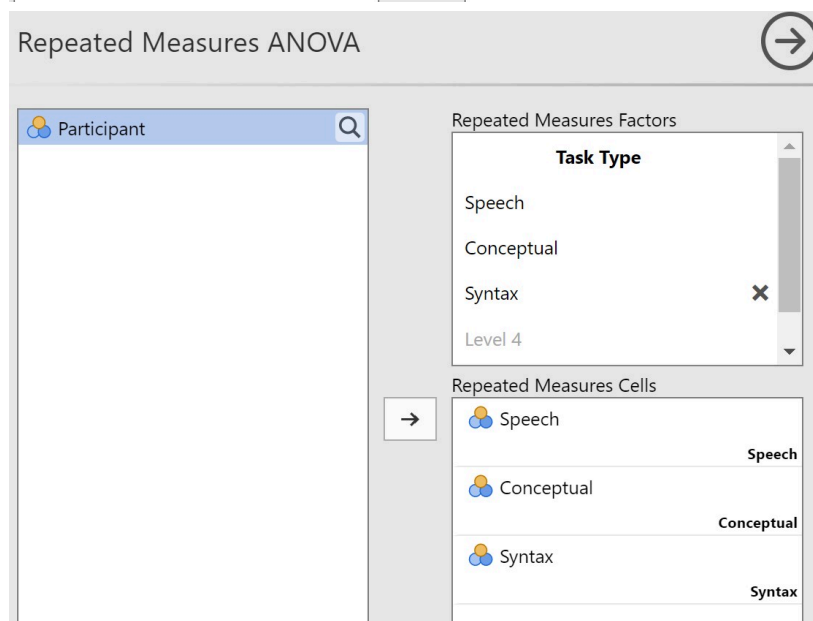 Repeated Measures ANOVA
Participant
Repeated Measures Factors
Task Type
Speech
Conceptual
Syntax
Level 4
Repeated Measures Cells
Speech
Speech
Conceptual
Conceptual
Syntax
Syntax